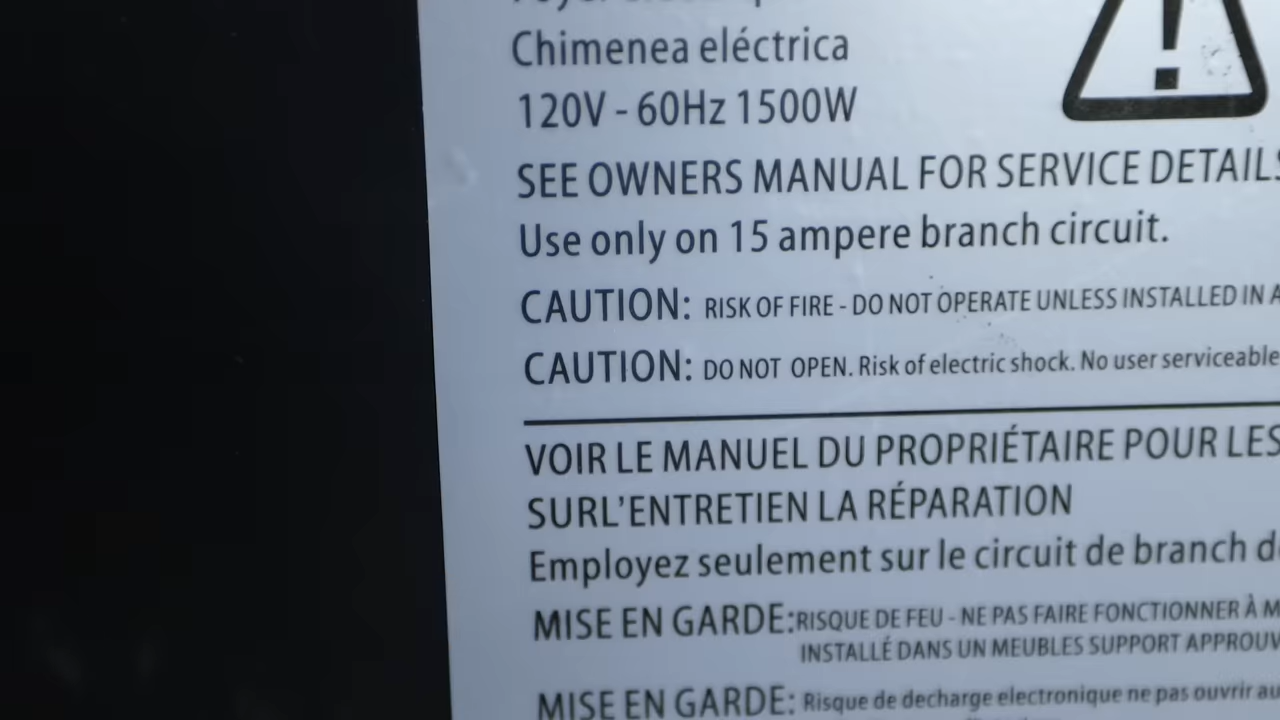 Chimenea eléctrica
120V - 60Hz 1500W
SEE OWNERS MANUAL FOR SERVICE DETAILS
Use only on 15 ampere branch circuit.
CAUTION: RISK OF FIRE - DO NOT OPERATE UNLESS INSTALLED IN A
CAUTION: DO NOT OPEN. Risk of electric shock. No user serviceable
VOIR LE MANUEL DU PROPRIÉTAIRE POUR LES
SURL'ENTRETIEN LA RÉPARATION
Employez seulement sur le circuit de branch d
MISE EN GARDE:RISQUE DE FEU - NE PAS FAIRE FONCTIONNER À M
INSTALLÉ DANS UN MEUBLES SUPPORT APPROUV
MISE EN GARDE: Risque de decharge electronique ne pas ouvrir au